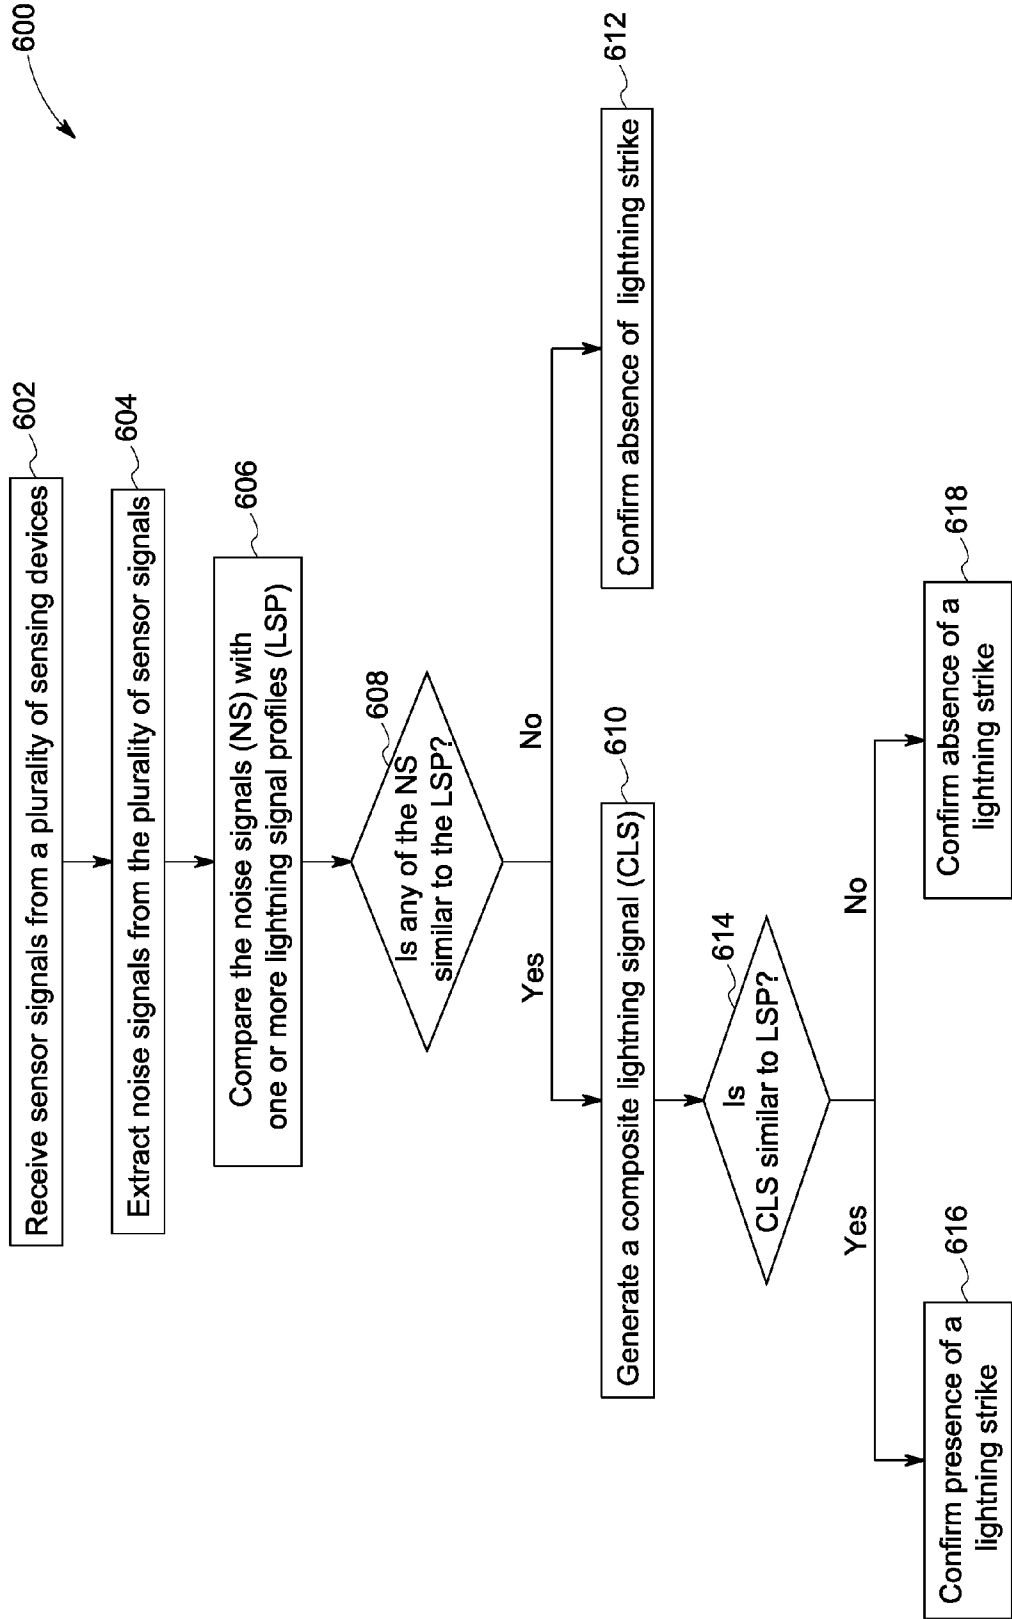 600
602
Receive sensor signals from a plurality of sensing devices
604
Extract noise signals from the plurality of sensor signals
606
Compare the noise signals (NS) with
one or more lightning signal profiles (LSP)
608
Is any of the NS
similar to the LSP?
Yes
No
610
Generate a composite lightning signal (CLS)
612
Confirm absence of lightning strike
614
Is
CLS similar to LSP?
Yes
No
616
Confirm presence of a
lightning strike
618
Confirm absence of a
lightning strike